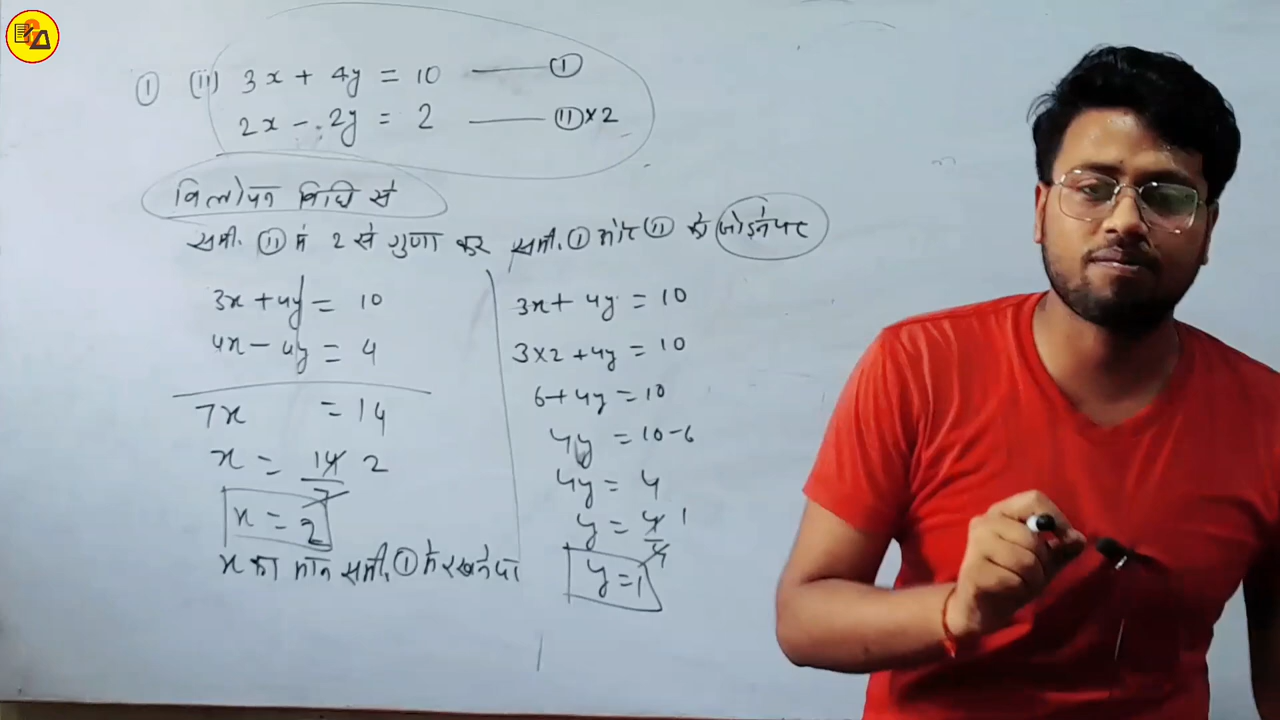 ① (ii) 3x + 4y = 10 —— ①
2x - 2y = 2 —— ⑪ × 2
विलोपन विधि से
समी. ⑪ में 2 से गुणा कर समी. ① और ⑪ को जोड़ने पर
3x + 4y = 10
4x - 4y = 4
7x = 14
x = 14/7 2
x = 2
x का मान समी. ① में रखने पर
3x + 4y = 10
3×2 + 4y = 10
6 + 4y = 10
4y = 10 - 6
4y = 4
y = 4/4 1
y = 1